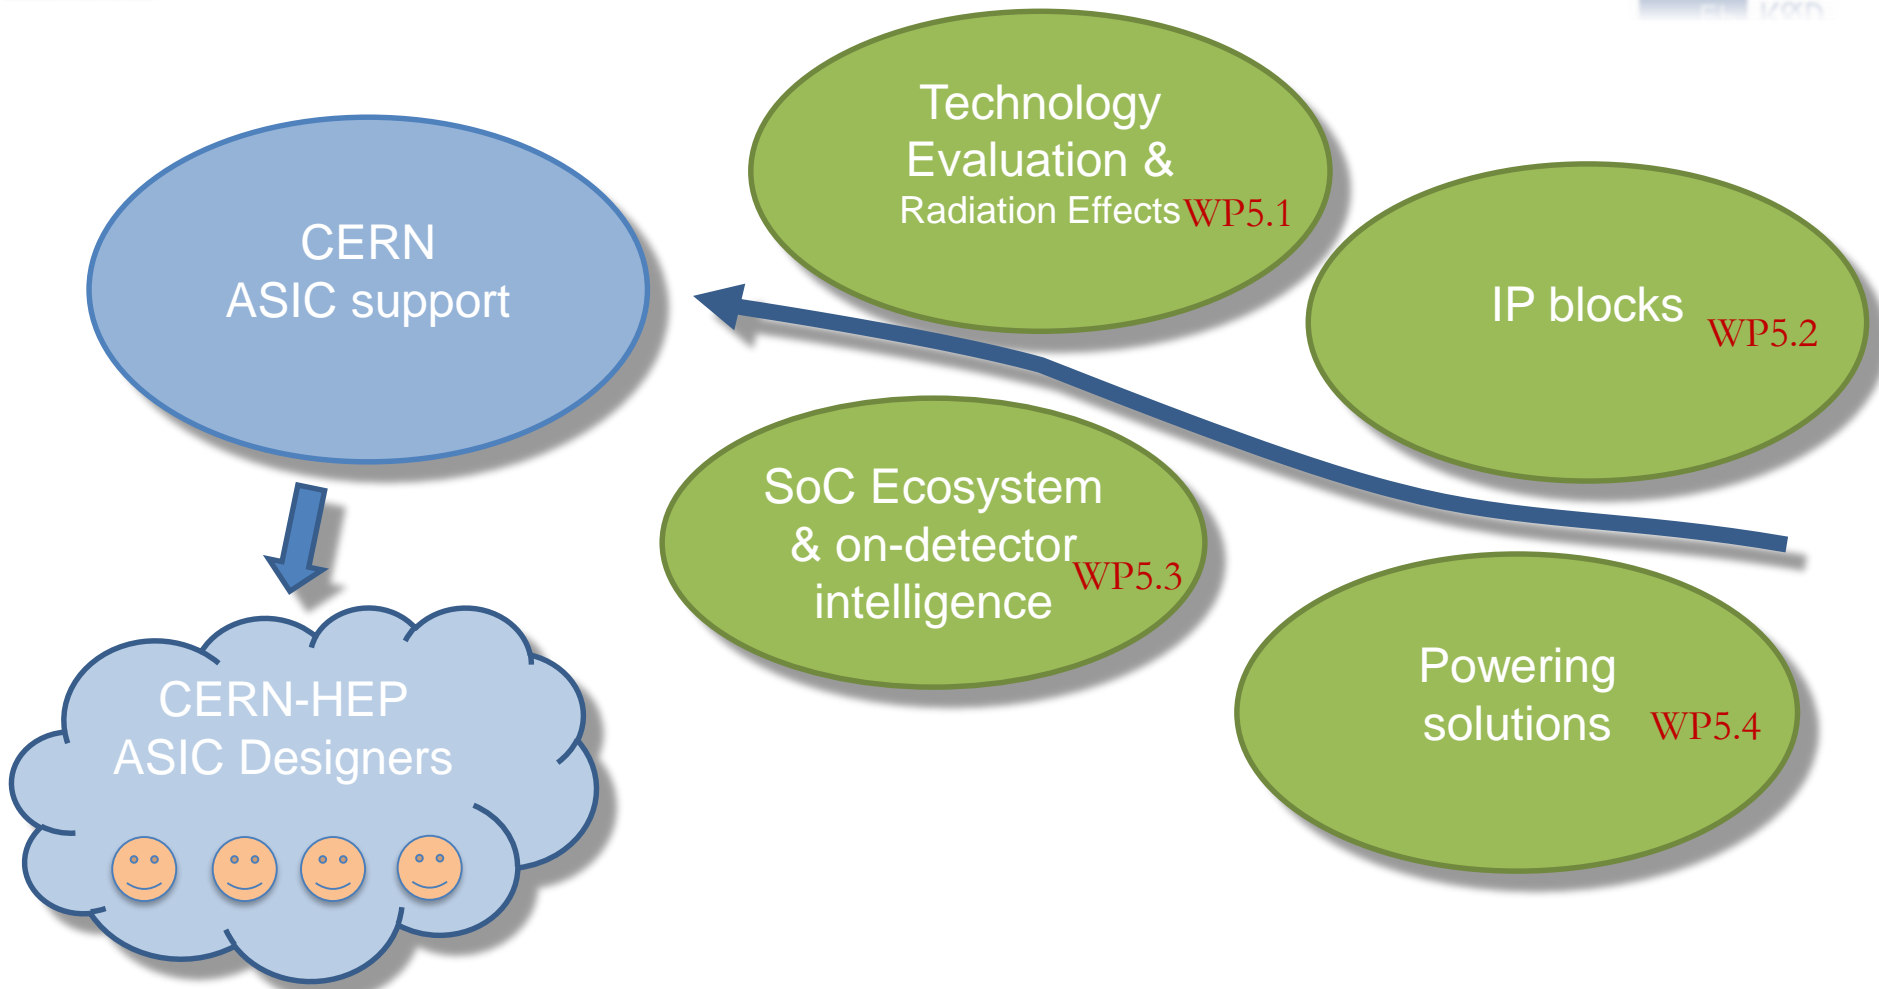 CERN
ASIC support
Technology
Evaluation &
Radiation Effects WP5.1
IP blocks WP5.2
SoC Ecosystem
& on-detector
intelligence WP5.3
Powering
solutions WP5.4
CERN-HEP
ASIC Designers